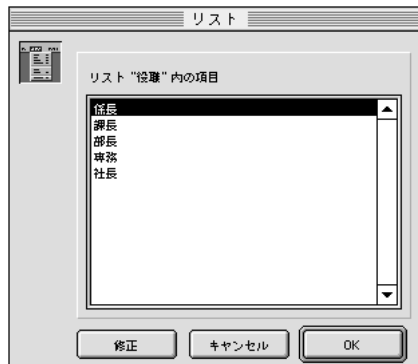 リスト
リスト "役職" 内の項目
係長
課長
部長
専務
社長
修正
キャンセル
OK